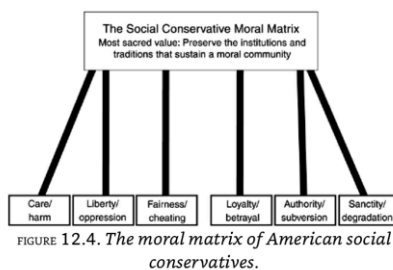 The Social Conservative Moral Matrix
Most sacred value: Preserve the institutions and
traditions that sustain a moral community
Care/
harm
Liberty/
oppression
Fairness/
cheating
Loyalty/
betrayal
Authority/
subversion
Sanctity/
degradation
FIGURE 12.4. The moral matrix of American social
conservatives.